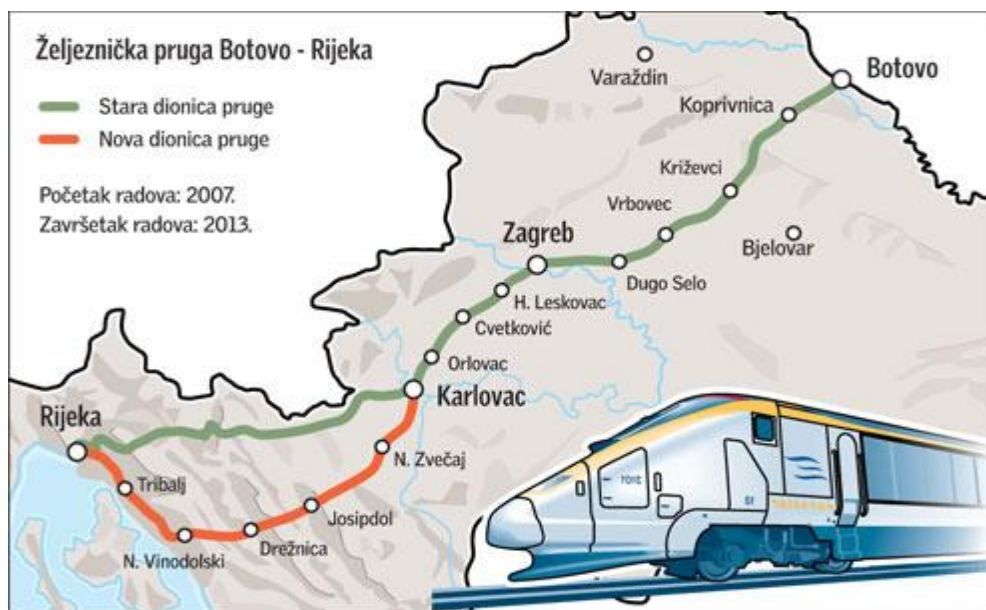 Željeznička pruga Botovo - Rijeka
Stara dionica pruge
Nova dionica pruge
Početak radova: 2007.
Završetak radova: 2013.
Varaždin
Botovo
Koprivnica
Križevci
Vrbovec
Zagreb
Bjelovar
Dugo Selo
H. Leskovac
Cvetković
Orlovac
Karlovac
Rijeka
N. Zvečaj
Tribalj
Josipdol
Drežnica
N. Vinodolski